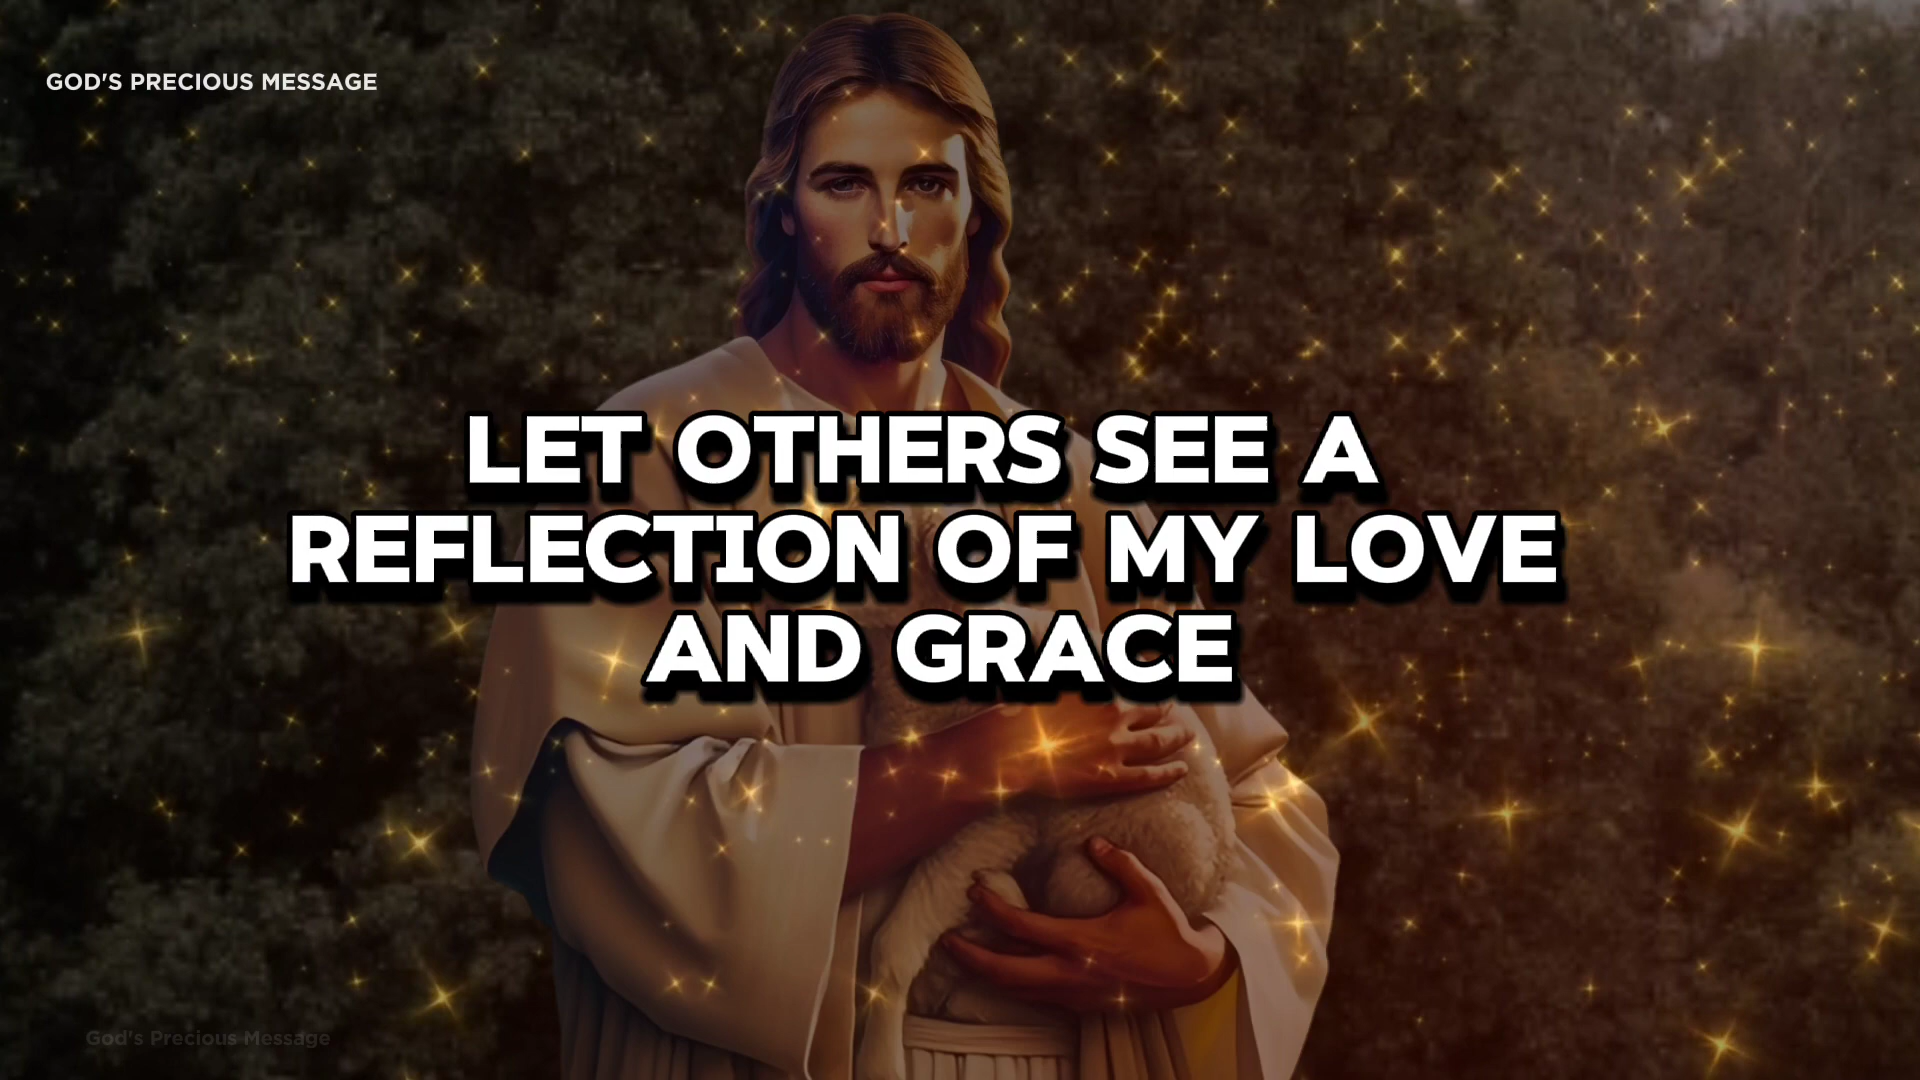 GOD'S PRECIOUS MESSAGE
LET OTHERS SEE A
REFLECTION OF MY LOVE
AND GRACE
God's Precious Message